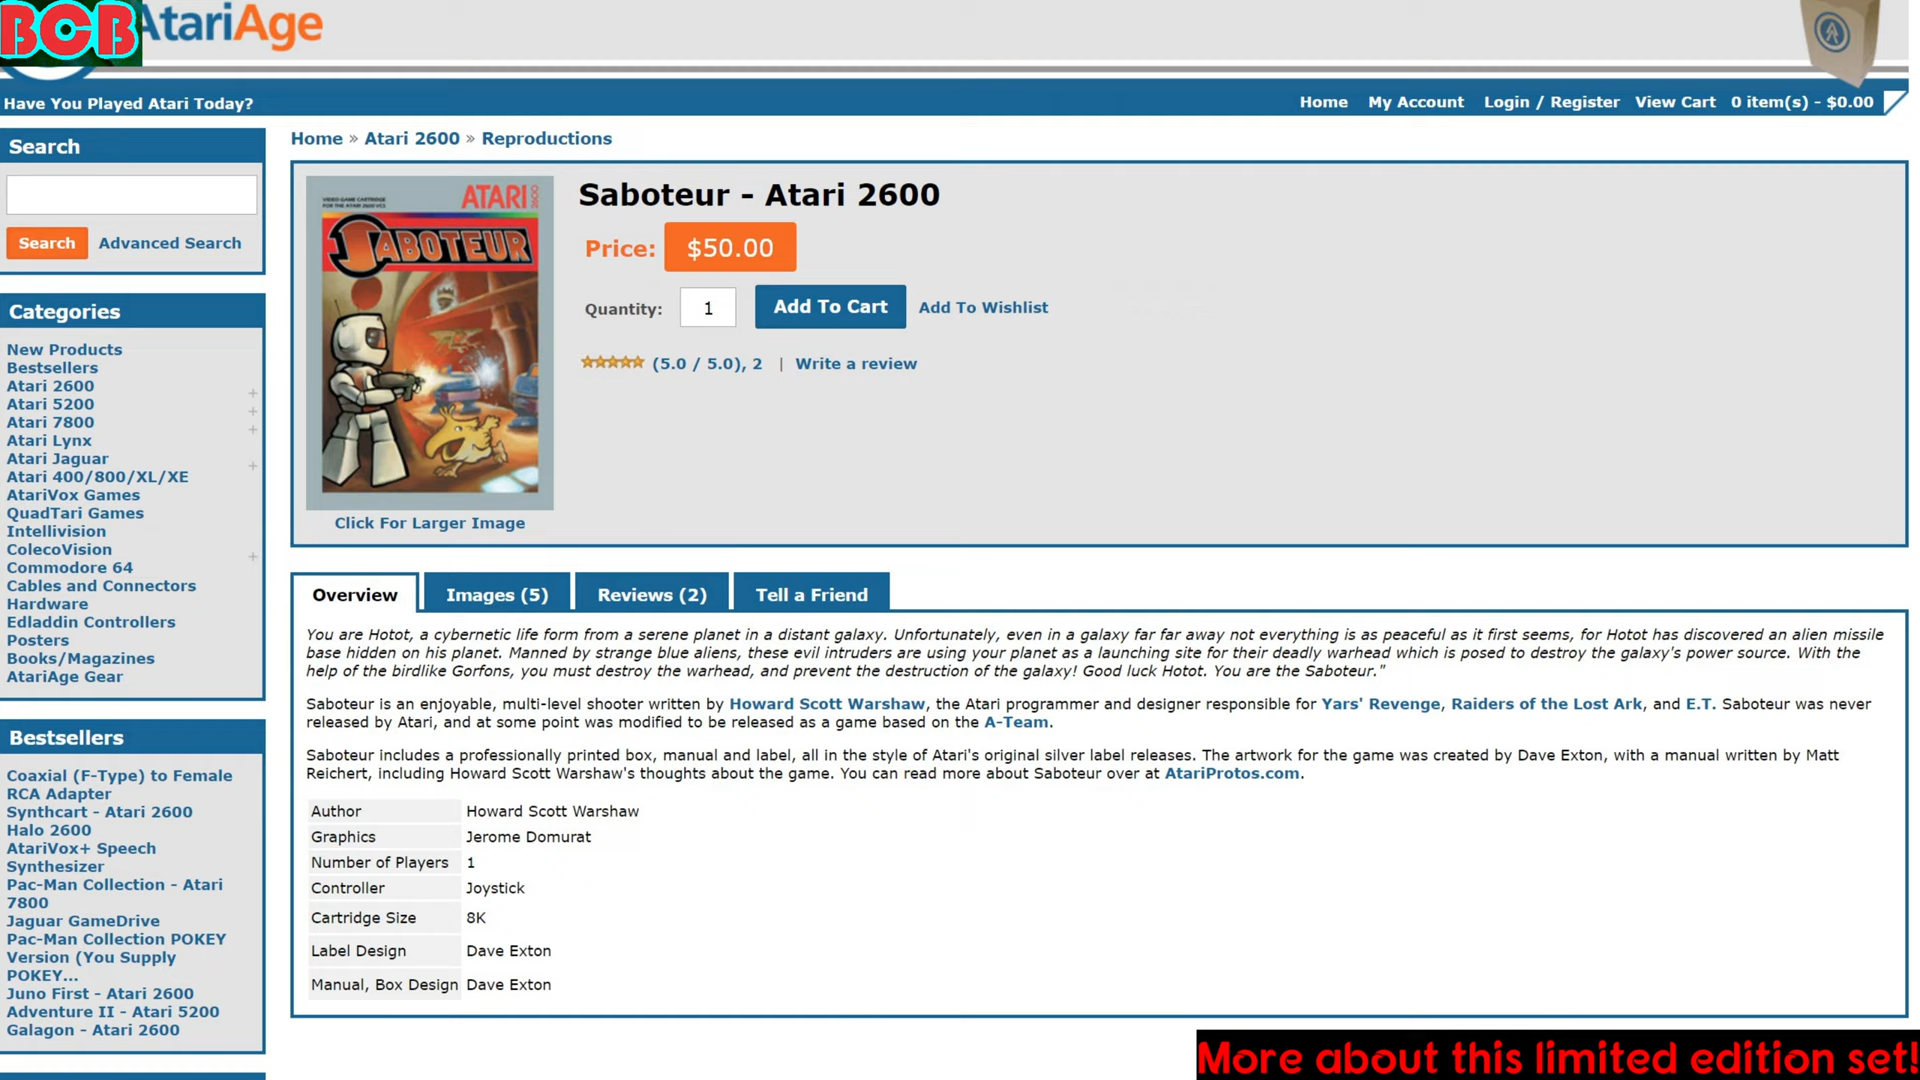 BCB
AtariAge
Have You Played Atari Today?
Home My Account Login / Register View Cart 0 item(s) - $0.00
Search
Search Advanced Search
Categories
New Products
Bestsellers
Atari 2600
Atari 5200
Atari 7800
Atari Lynx
Atari Jaguar
Atari 400/800/XL/XE
AtariVox Games
QuadTari Games
Intellivision
ColecoVision
Commodore 64
Cables and Connectors
Hardware
Edladdin Controllers
Posters
Books/Magazines
AtariAge Gear
Bestsellers
Coaxial (F-Type) to Female
RCA Adapter
Synthcart - Atari 2600
Halo 2600
AtariVox+ Speech
Synthesizer
Pac-Man Collection - Atari
7800
Jaguar GameDrive
Pac-Man Collection POKEY
Version (You Supply
POKEY...
Juno First - Atari 2600
Adventure II - Atari 5200
Galagon - Atari 2600
Home » Atari 2600 » Reproductions
VIDEO GAME CARTRIDGE
FOR THE ATARI 2600 VCS
ATARI 2600
SABOTEUR
Click For Larger Image
Saboteur - Atari 2600
Price: $50.00
Quantity: 1 Add To Cart Add To Wishlist
(5.0 / 5.0), 2 | Write a review
Overview Images (5) Reviews (2) Tell a Friend
You are Hotot, a cybernetic life form from a serene planet in a distant galaxy. Unfortunately, even in a galaxy far far away not everything is as peaceful as it first seems, for Hotot has discovered an alien missile
base hidden on his planet. Manned by strange blue aliens, these evil intruders are using your planet as a launching site for their deadly warhead which is posed to destroy the galaxy's power source. With the
help of the birdlike Gorfons, you must destroy the warhead, and prevent the destruction of the galaxy! Good luck Hotot. You are the Saboteur."
Saboteur is an enjoyable, multi-level shooter written by Howard Scott Warshaw, the Atari programmer and designer responsible for Yars' Revenge, Raiders of the Lost Ark, and E.T. Saboteur was never
released by Atari, and at some point was modified to be released as a game based on the A-Team.
Saboteur includes a professionally printed box, manual and label, all in the style of Atari's original silver label releases. The artwork for the game was created by Dave Exton, with a manual written by Matt
Reichert, including Howard Scott Warshaw's thoughts about the game. You can read more about Saboteur over at AtariProtos.com.
Author Howard Scott Warshaw
Graphics Jerome Domurat
Number of Players 1
Controller Joystick
Cartridge Size 8K
Label Design Dave Exton
Manual, Box Design Dave Exton
More about this limited edition set!